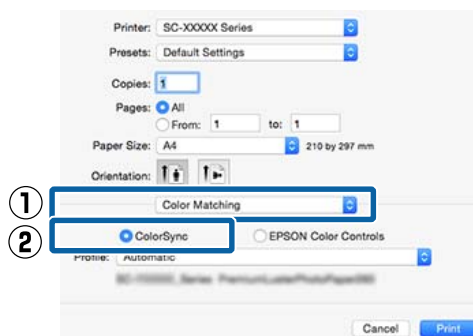 Printer: SC-XXXXX Series
Presets: Default Settings
Copies: 1
Pages: All
From: 1 to: 1
Paper Size: A4 210 by 297 mm
Orientation:
① Color Matching
② ColorSync EPSON Color Controls
Profile: Automatic
Cancel Print